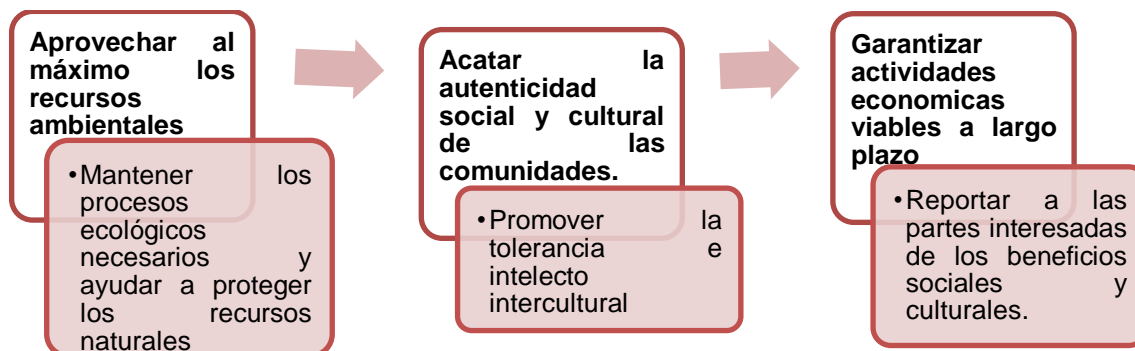 Aprovechar al
máximo los
recursos
ambientales
•Mantener los
procesos
ecológicos
necesarios y
ayudar a proteger
los recursos
naturales
Acatar la
autenticidad
social y cultural
de las
comunidades.
•Promover la
tolerancia e
intelecto
intercultural
Garantizar
actividades
economicas
viables a largo
plazo
•Reportar a las
partes interesadas
de los beneficios
sociales y
culturales.